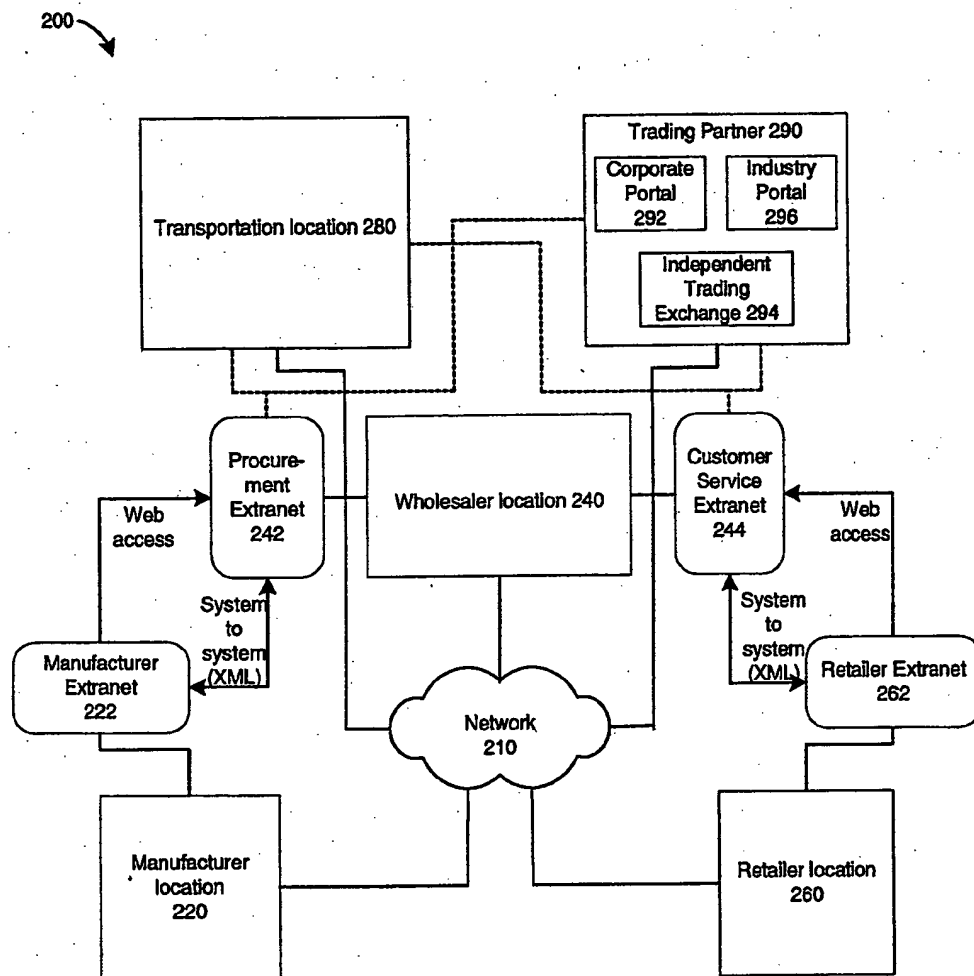 200
Transportation location 280
Trading Partner 290
Corporate
Portal
292
Industry
Portal
296
Independent
Trading
Exchange 294
Procure-
ment
Extranet
242
Wholesaler location 240
Customer
Service
Extranet
244
Web
access
Web
access
System
to
system
(XML)
System
to
system
(XML)
Manufacturer
Extranet
222
Retailer Extranet
262
Network
210
Manufacturer
location
220
Retailer location
260